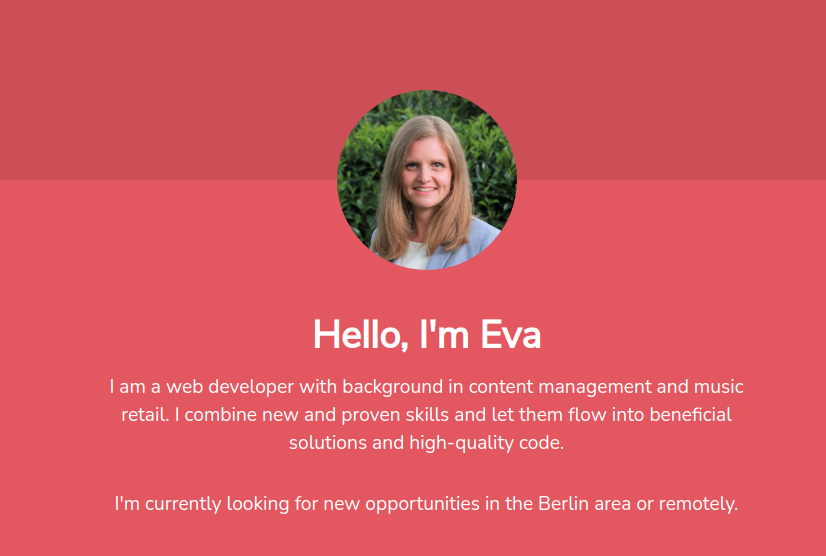 Hello, I'm Eva
I am a web developer with background in content management and music
retail. I combine new and proven skills and let them flow into beneficial
solutions and high-quality code.
I'm currently looking for new opportunities in the Berlin area or remotely.